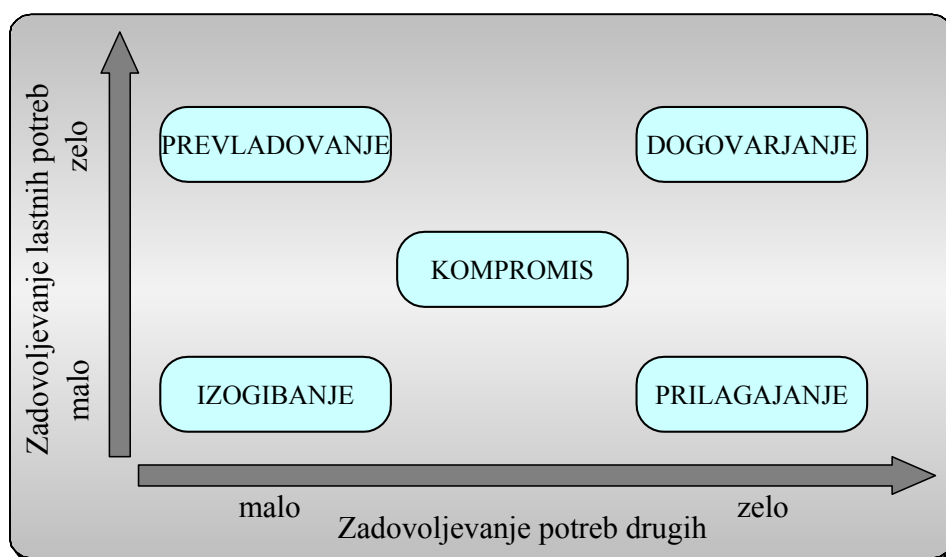 PREVLADOVANJE
DOGOVARJANJE
KOMPROMIS
IZOGIBANJE
PRILAGAJANJE
Zadovoljevanje lastnih potreb
zelo
malo
malo
zelo
Zadovoljevanje potreb drugih